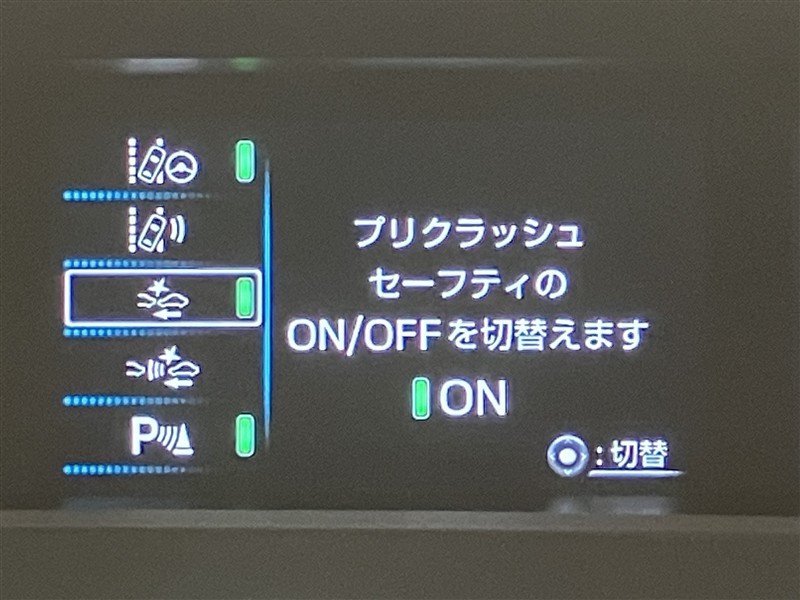 プリクラッシュ
セーフティの
ON/OFFを切替えます
ON
P
:切替